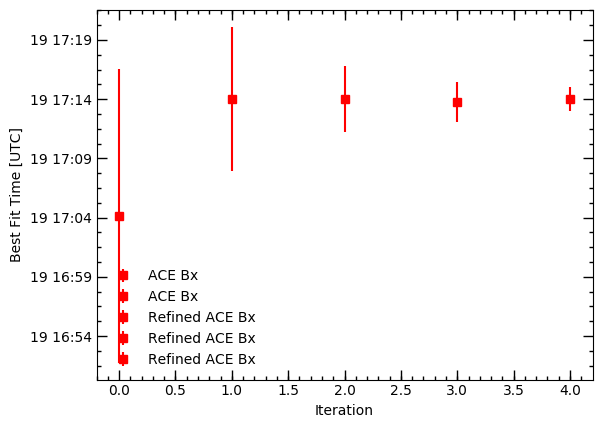 Best Fit Time [UTC]
19 17:19
19 17:14
19 17:09
19 17:04
19 16:59
19 16:54
ACE Bx
ACE Bx
Refined ACE Bx
Refined ACE Bx
Refined ACE Bx
0.0 0.5 1.0 1.5 2.0 2.5 3.0 3.5 4.0
Iteration